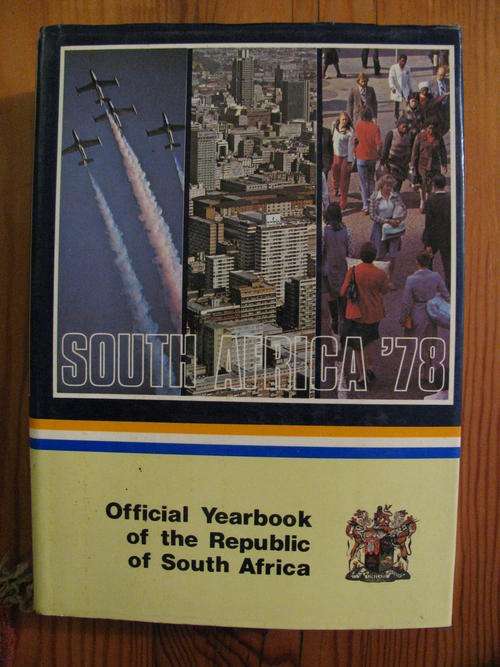 SOUTH AFRICA '78
Official Yearbook
of the Republic
of South Africa